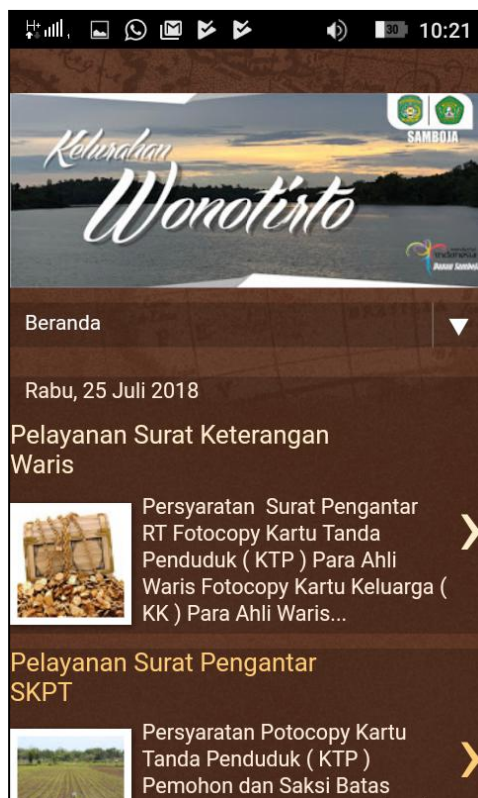 H+
30
10:21
SAMBOJA
Kelurahan
Wonotirto
Danau Samboja
Beranda
Rabu, 25 Juli 2018
Pelayanan Surat Keterangan
Waris
Persyaratan Surat Pengantar
RT Fotocopy Kartu Tanda
Penduduk ( KTP ) Para Ahli
Waris Fotocopy Kartu Keluarga (
KK ) Para Ahli Waris...
Pelayanan Surat Pengantar
SKPT
Persyaratan Potocopy Kartu
Tanda Penduduk ( KTP )
Pemohon dan Saksi Batas